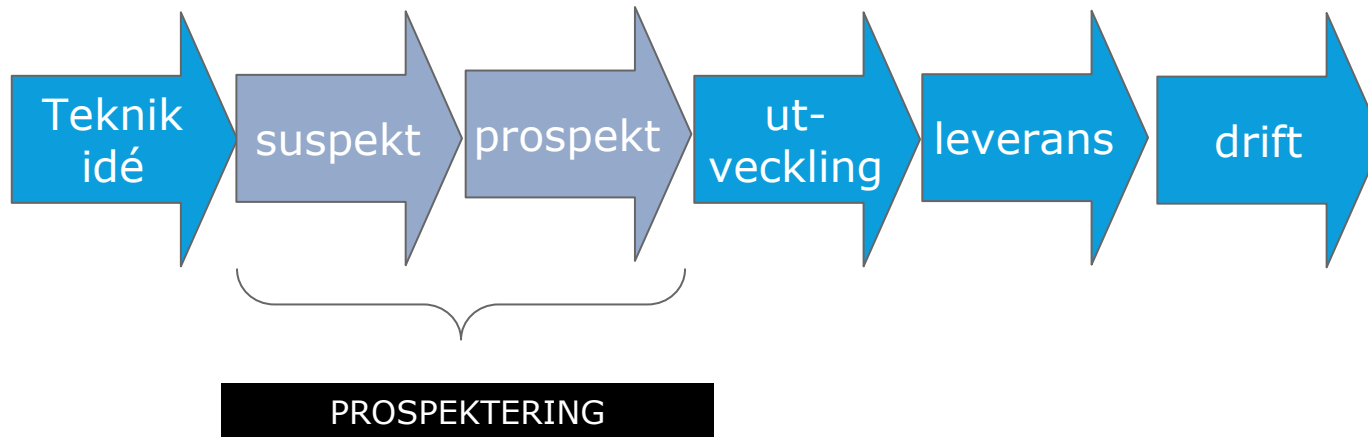 Teknik
idé
suspekt
prospekt
ut-
veckling
leverans
drift
PROSPEKTERING